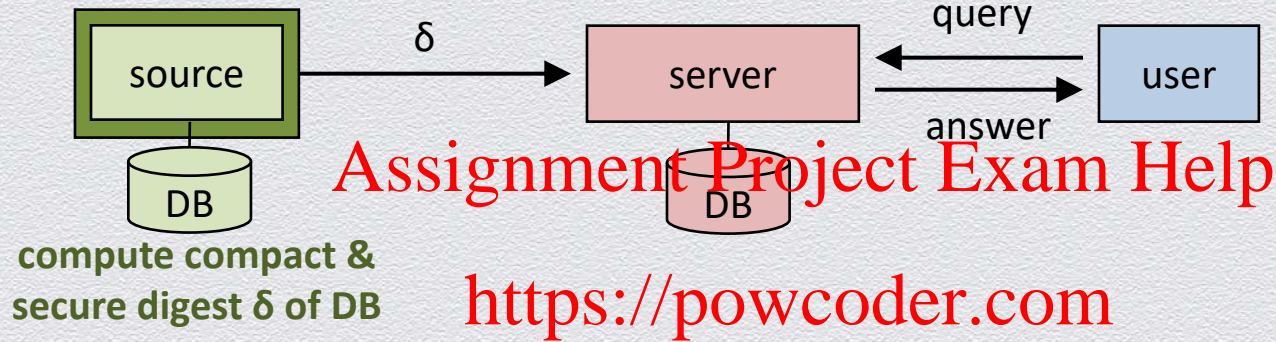 query
δ
source
server
user
answer
Assignment Project Exam Help
DB
DB
compute compact &
secure digest δ of DB
https://powcoder.com